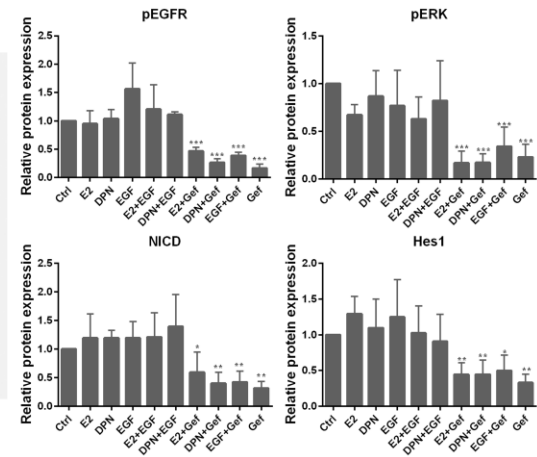 pEGFR
Relative protein expression
2.5
2.0
1.5
1.0
0.5
0.0
*** *** *** ***
Ctrl E2 DPN EGF E2+EGF DPN+EGF E2+Gef DPN+Gef EGF+Gef Gef
pERK
Relative protein expression
1.5
1.0
0.5
0.0
*** *** *** ***
Ctrl E2 DPN EGF E2+EGF DPN+EGF E2+Gef DPN+Gef EGF+Gef Gef
NICD
Relative protein expression
2.5
2.0
1.5
1.0
0.5
0.0
* ** ** **
Ctrl E2 DPN EGF E2+EGF DPN+EGF E2+Gef DPN+Gef EGF+Gef Gef
Hes1
Relative protein expression
2.0
1.5
1.0
0.5
0.0
** ** * **
Ctrl E2 DPN EGF E2+EGF DPN+EGF E2+Gef DPN+Gef EGF+Gef Gef